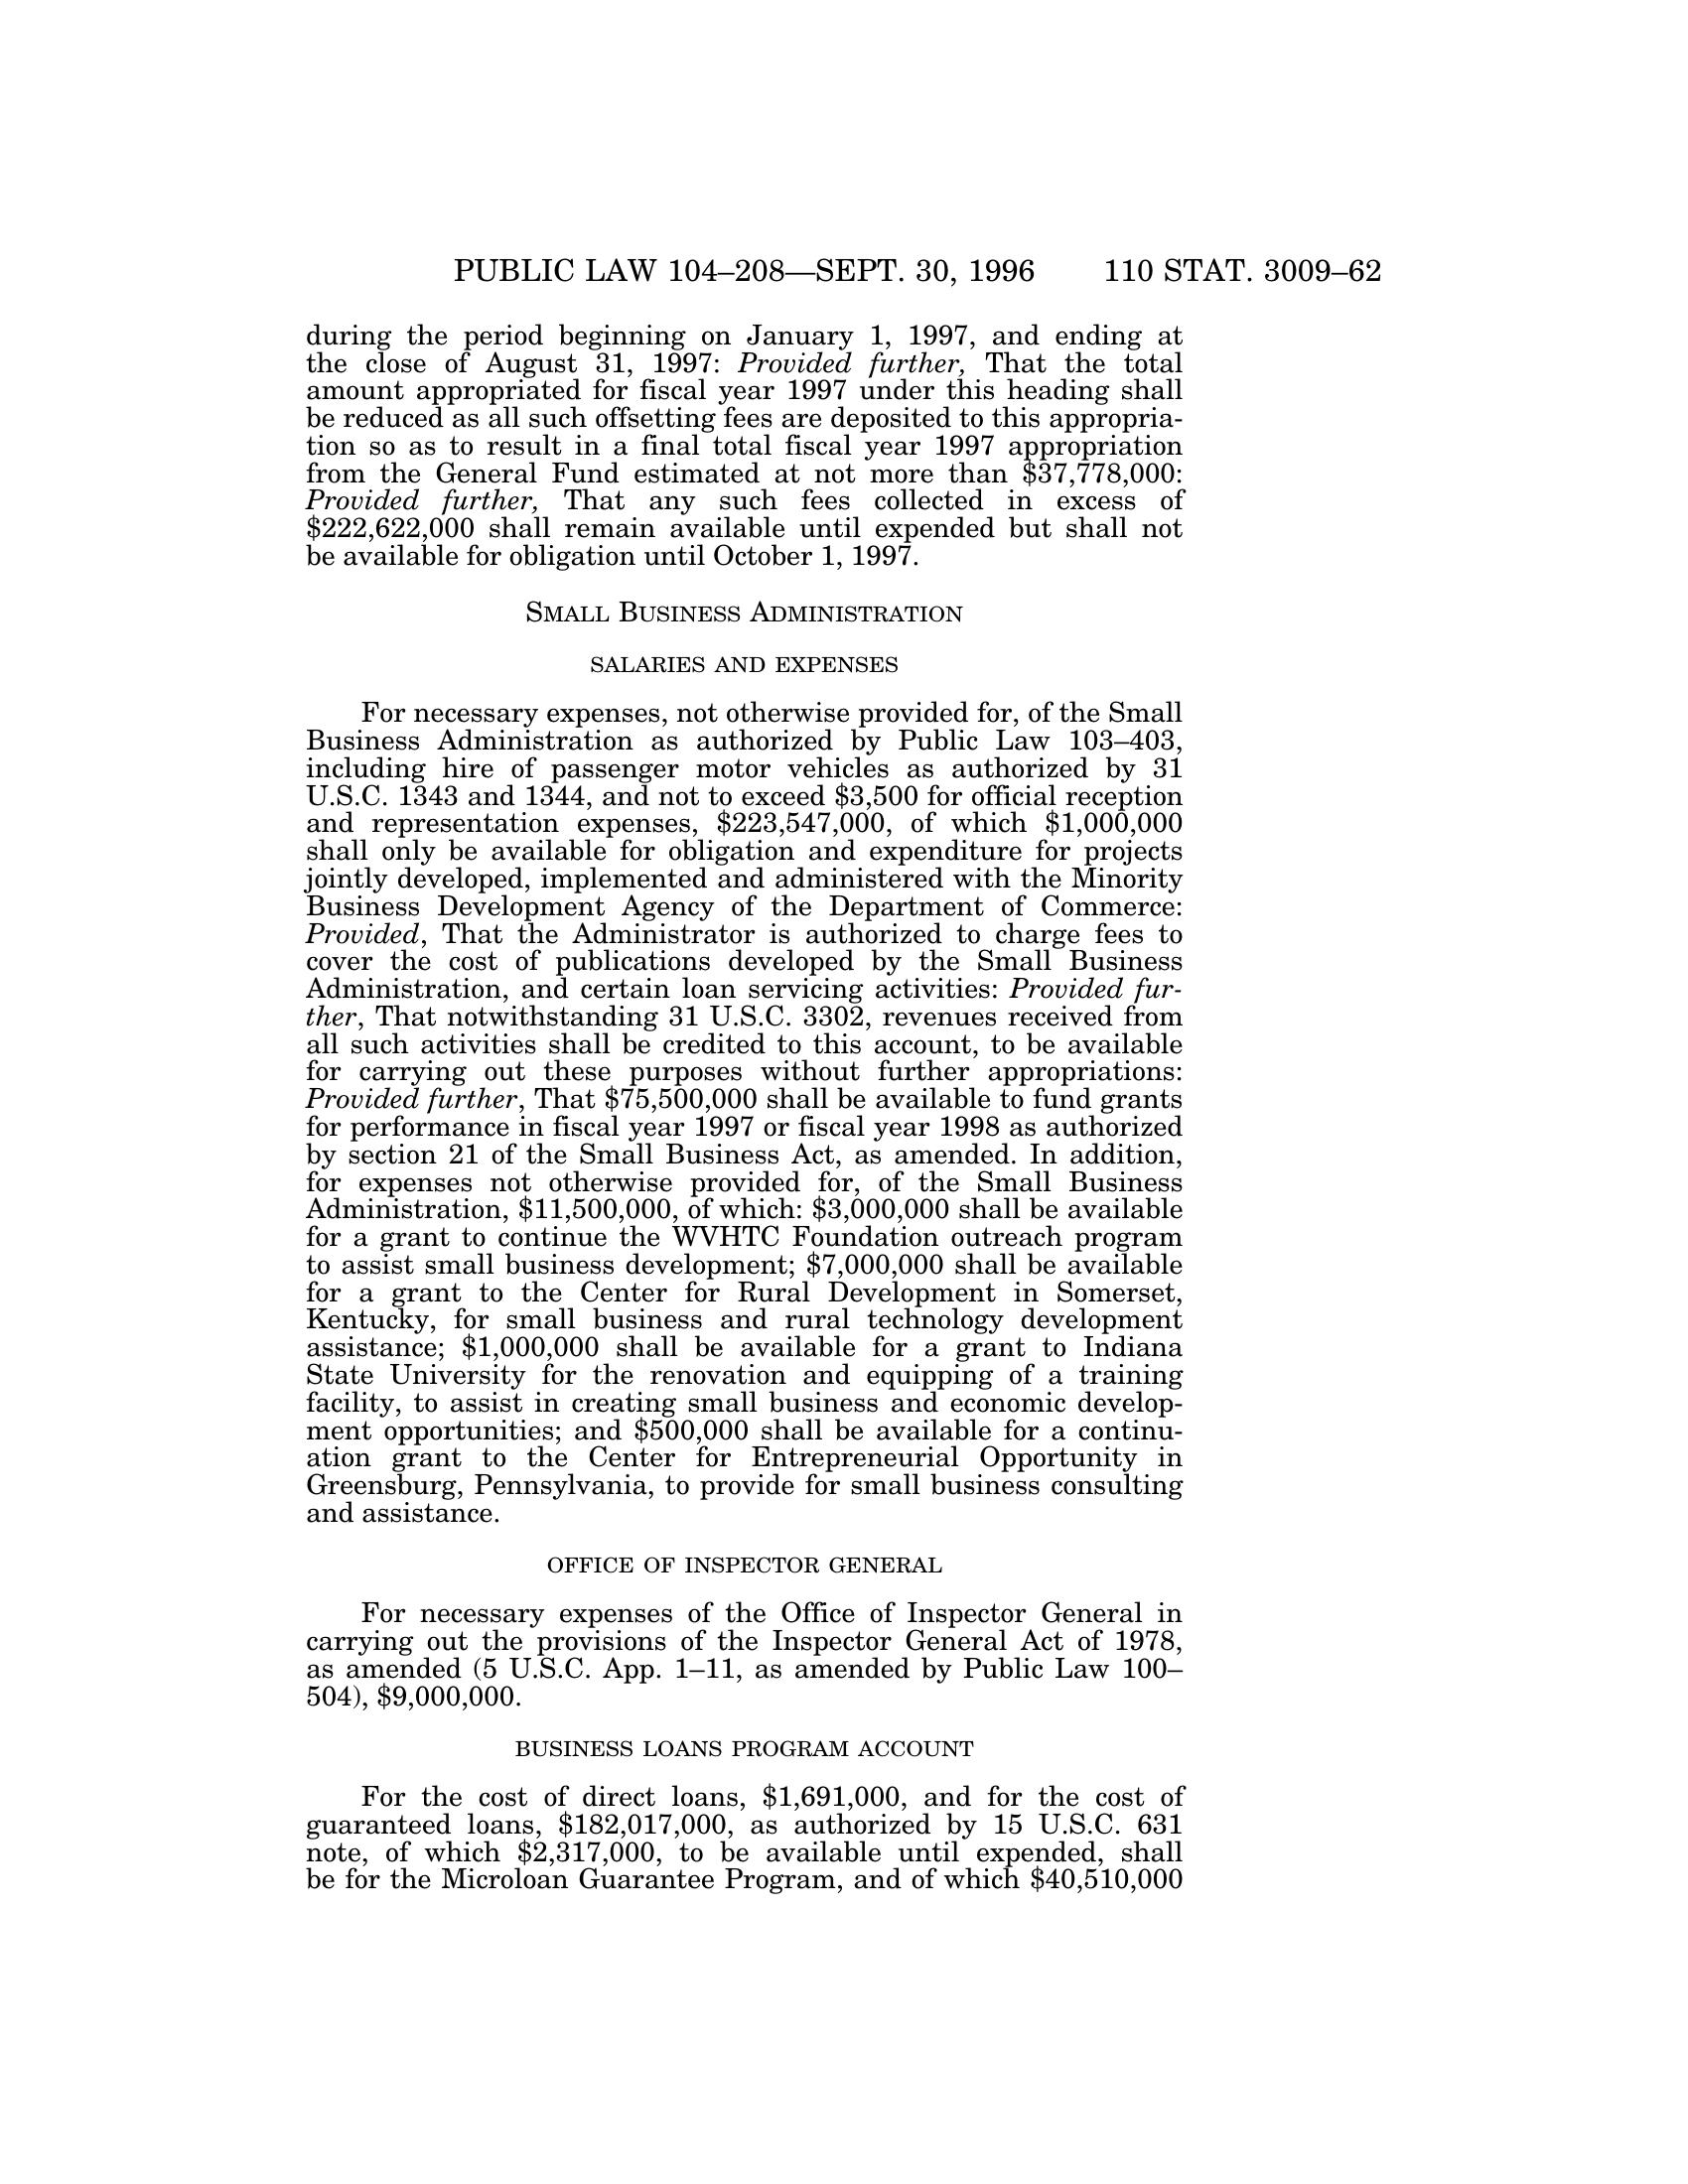 PUBLIC LAW 104–208—SEPT. 30, 1996 110 STAT. 3009–62
during the period beginning on January 1, 1997, and ending at
the close of August 31, 1997: Provided further, That the total
amount appropriated for fiscal year 1997 under this heading shall
be reduced as all such offsetting fees are deposited to this appropria-
tion so as to result in a final total fiscal year 1997 appropriation
from the General Fund estimated at not more than $37,778,000:
Provided further, That any such fees collected in excess of
$222,622,000 shall remain available until expended but shall not
be available for obligation until October 1, 1997.
SMALL BUSINESS ADMINISTRATION
SALARIES AND EXPENSES
For necessary expenses, not otherwise provided for, of the Small
Business Administration as authorized by Public Law 103–403,
including hire of passenger motor vehicles as authorized by 31
U.S.C. 1343 and 1344, and not to exceed $3,500 for official reception
and representation expenses, $223,547,000, of which $1,000,000
shall only be available for obligation and expenditure for projects
jointly developed, implemented and administered with the Minority
Business Development Agency of the Department of Commerce:
Provided, That the Administrator is authorized to charge fees to
cover the cost of publications developed by the Small Business
Administration, and certain loan servicing activities: Provided fur-
ther, That notwithstanding 31 U.S.C. 3302, revenues received from
all such activities shall be credited to this account, to be available
for carrying out these purposes without further appropriations:
Provided further, That $75,500,000 shall be available to fund grants
for performance in fiscal year 1997 or fiscal year 1998 as authorized
by section 21 of the Small Business Act, as amended. In addition,
for expenses not otherwise provided for, of the Small Business
Administration, $11,500,000, of which: $3,000,000 shall be available
for a grant to continue the WVHTC Foundation outreach program
to assist small business development; $7,000,000 shall be available
for a grant to the Center for Rural Development in Somerset,
Kentucky, for small business and rural technology development
assistance; $1,000,000 shall be available for a grant to Indiana
State University for the renovation and equipping of a training
facility, to assist in creating small business and economic develop-
ment opportunities; and $500,000 shall be available for a continu-
ation grant to the Center for Entrepreneurial Opportunity in
Greensburg, Pennsylvania, to provide for small business consulting
and assistance.
OFFICE OF INSPECTOR GENERAL
For necessary expenses of the Office of Inspector General in
carrying out the provisions of the Inspector General Act of 1978,
as amended (5 U.S.C. App. 1–11, as amended by Public Law 100–
504), $9,000,000.
BUSINESS LOANS PROGRAM ACCOUNT
For the cost of direct loans, $1,691,000, and for the cost of
guaranteed loans, $182,017,000, as authorized by 15 U.S.C. 631
note, of which $2,317,000, to be available until expended, shall
be for the Microloan Guarantee Program, and of which $40,510,000